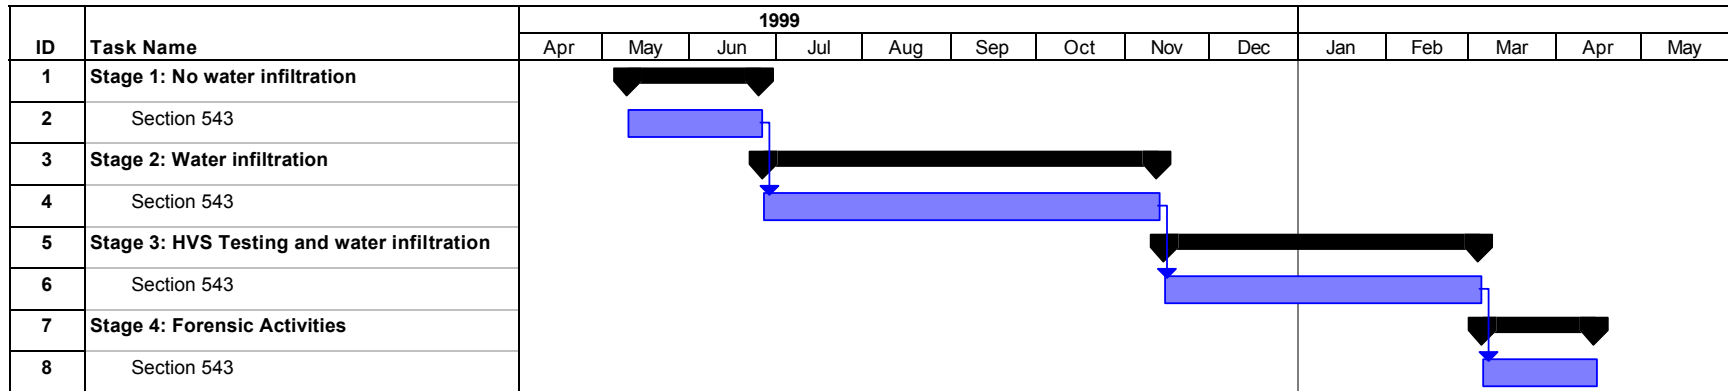 1999
ID Task Name Apr May Jun Jul Aug Sep Oct Nov Dec Jan Feb Mar Apr May
1 Stage 1: No water infiltration
2 Section 543
3 Stage 2: Water infiltration
4 Section 543
5 Stage 3: HVS Testing and water infiltration
6 Section 543
7 Stage 4: Forensic Activities
8 Section 543